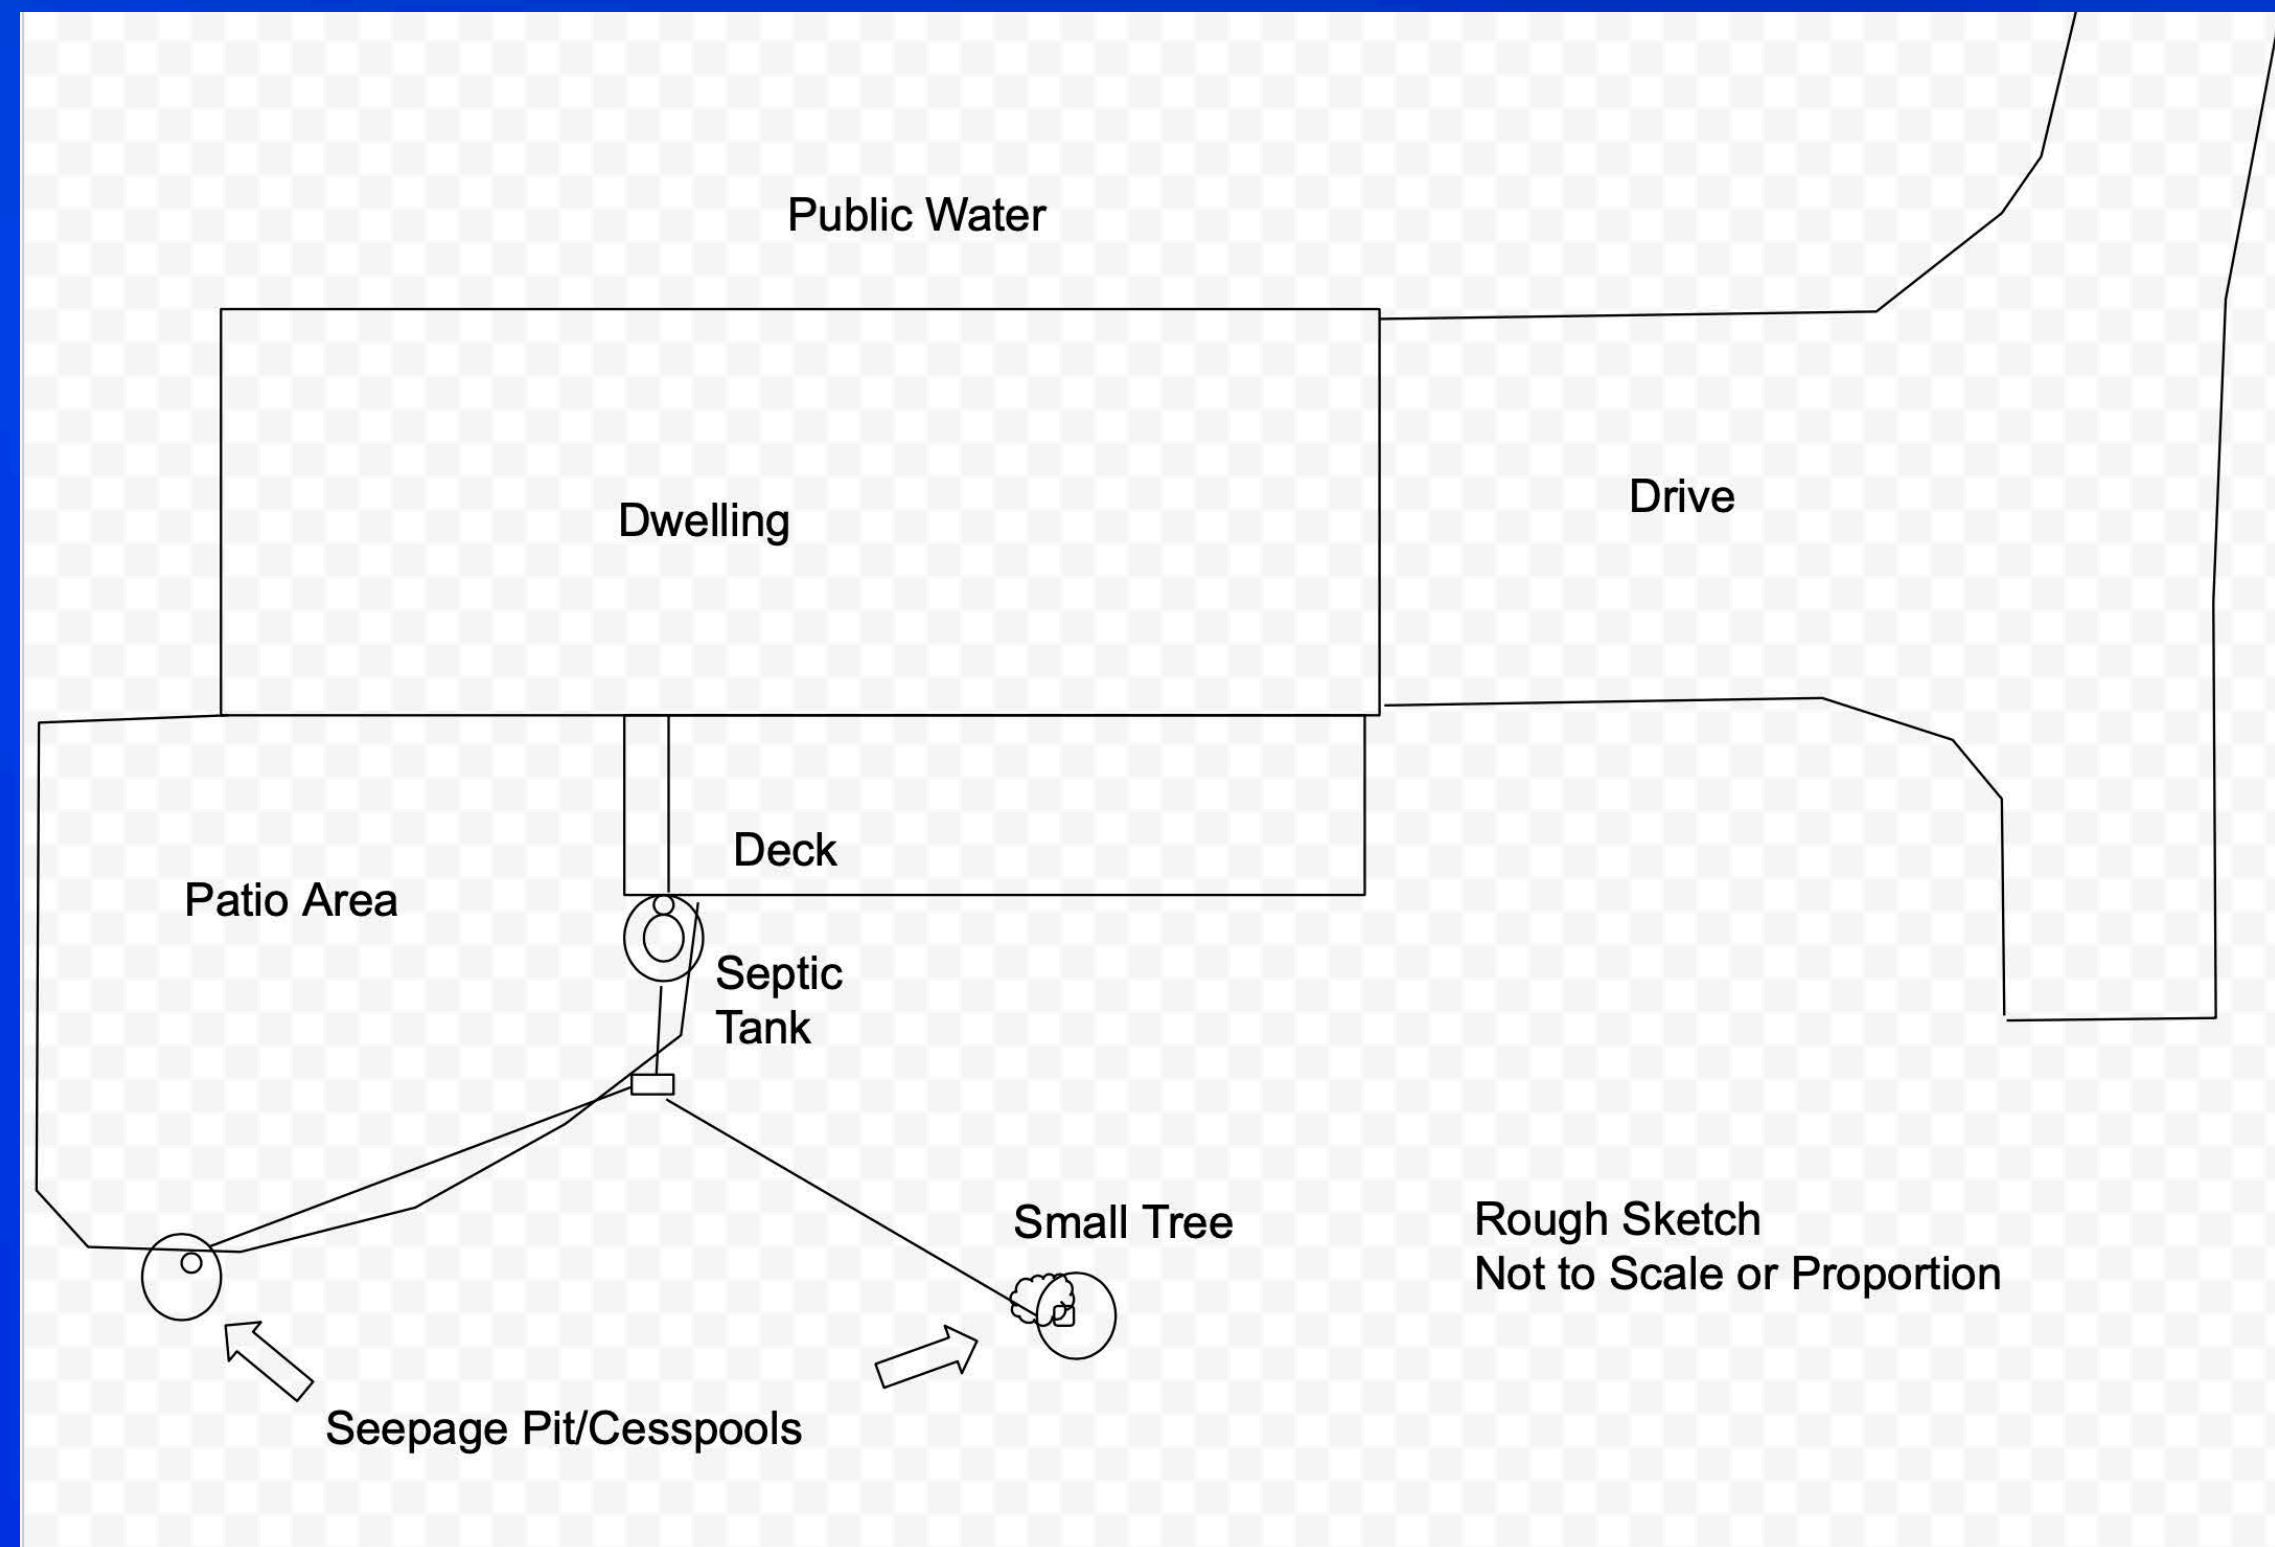 Public Water
Dwelling
Drive
Deck
Patio Area
Septic
Tank
Small Tree
Rough Sketch
Not to Scale or Proportion
Seepage Pit/Cesspools